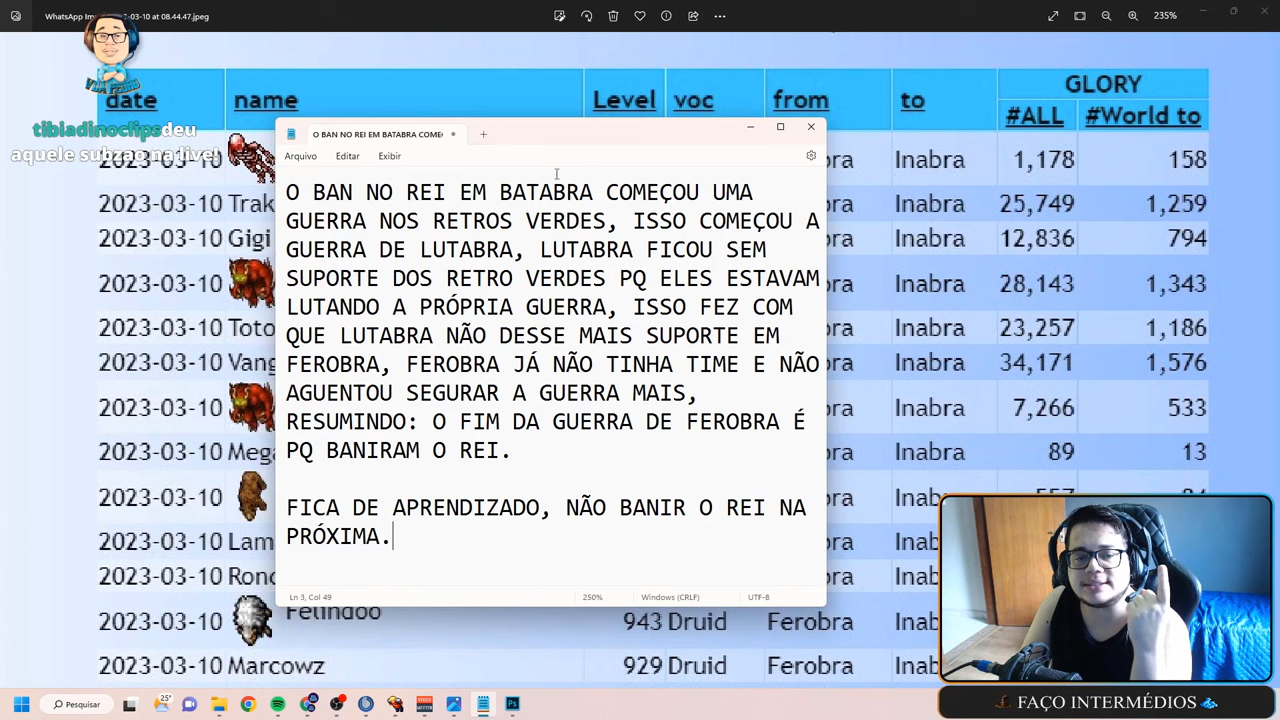 WhatsApp Im
-03-10 at 08.44.47.jpeg
235%
GLORY
date name Level voc from to #ALL #World to
tibiadinoclips deu
aquele subzao na live!
2023-03-10 Inabra 1,178 158
2023-03-10 Trak Inabra 25,749 1,259
2023-03-10 Gigi Inabra 12,836 794
2023-03-10 Inabra 28,143 1,343
2023-03-10 Toto Inabra 23,257 1,186
2023-03-10 Vang Inabra 34,171 1,576
2023-03-10 Inabra 7,266 533
2023-03-10 Mega Inabra 89 13
2023-03-10
2023-03-10 Lam
2023-03-10 Rond
2023-03-10 Felindoo 943 Druid Ferobra
2023-03-10 Marcowz 929 Druid Ferobra
O BAN NO REI EM BATABRA COME
Arquivo Editar Exibir
O BAN NO REI EM BATABRA COMEÇOU UMA
GUERRA NOS RETROS VERDES, ISSO COMEÇOU A
GUERRA DE LUTABRA, LUTABRA FICOU SEM
SUPORTE DOS RETRO VERDES PQ ELES ESTAVAM
LUTANDO A PRÓPRIA GUERRA, ISSO FEZ COM
QUE LUTABRA NÃO DESSE MAIS SUPORTE EM
FEROBRA, FEROBRA JÁ NÃO TINHA TIME E NÃO
AGUENTOU SEGURAR A GUERRA MAIS,
RESUMINDO: O FIM DA GUERRA DE FEROBRA É
PQ BANIRAM O REI.
FICA DE APRENDIZADO, NÃO BANIR O REI NA
PRÓXIMA.
Ln 3, Col 49 250% Windows (CRLF) UTF-8
FAÇO INTERMÉDIOS
25°
Pesquisar